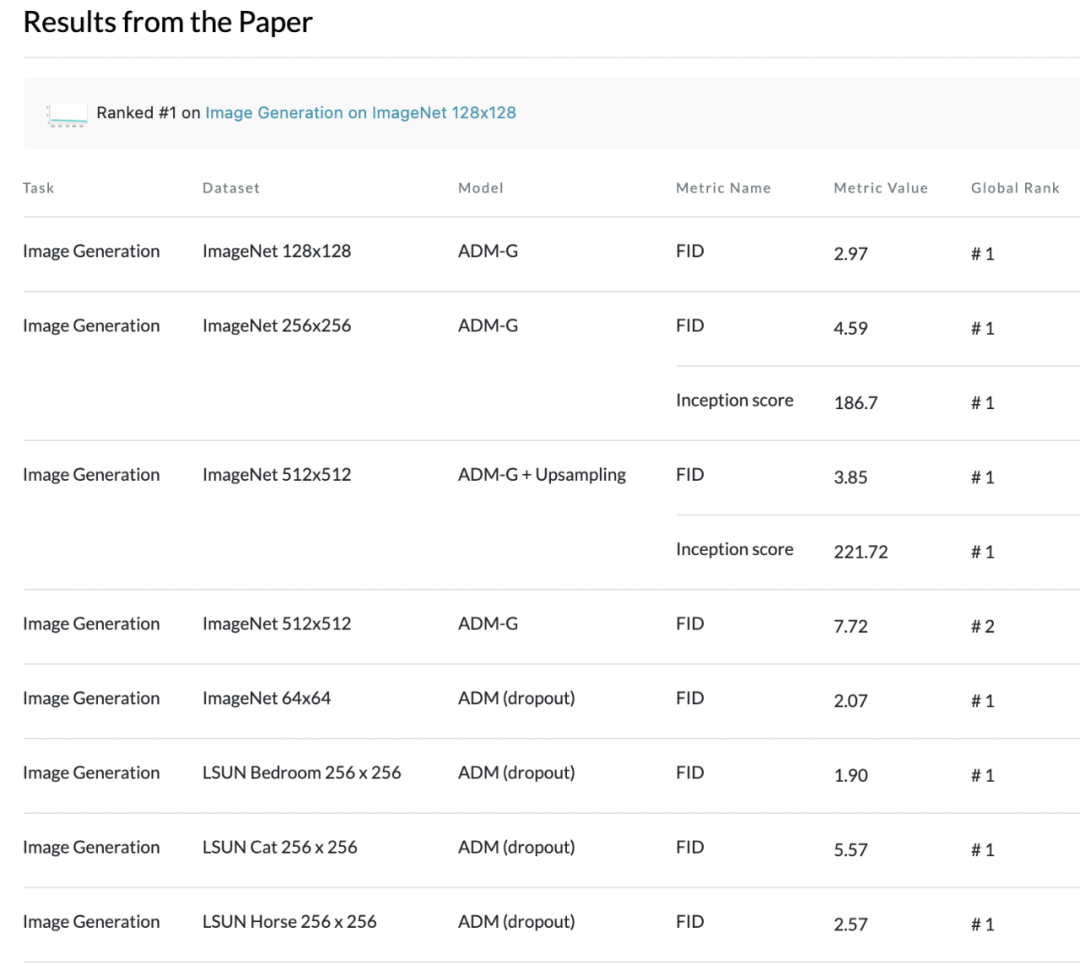 Results from the Paper
Ranked #1 on Image Generation on ImageNet 128x128
Task Dataset Model Metric Name Metric Value Global Rank
Image Generation ImageNet 128x128 ADM-G FID 2.97 # 1
Image Generation ImageNet 256x256 ADM-G FID 4.59 # 1
Inception score 186.7 # 1
Image Generation ImageNet 512x512 ADM-G + Upsampling FID 3.85 # 1
Inception score 221.72 # 1
Image Generation ImageNet 512x512 ADM-G FID 7.72 # 2
Image Generation ImageNet 64x64 ADM (dropout) FID 2.07 # 1
Image Generation LSUN Bedroom 256 x 256 ADM (dropout) FID 1.90 # 1
Image Generation LSUN Cat 256 x 256 ADM (dropout) FID 5.57 # 1
Image Generation LSUN Horse 256 x 256 ADM (dropout) FID 2.57 # 1